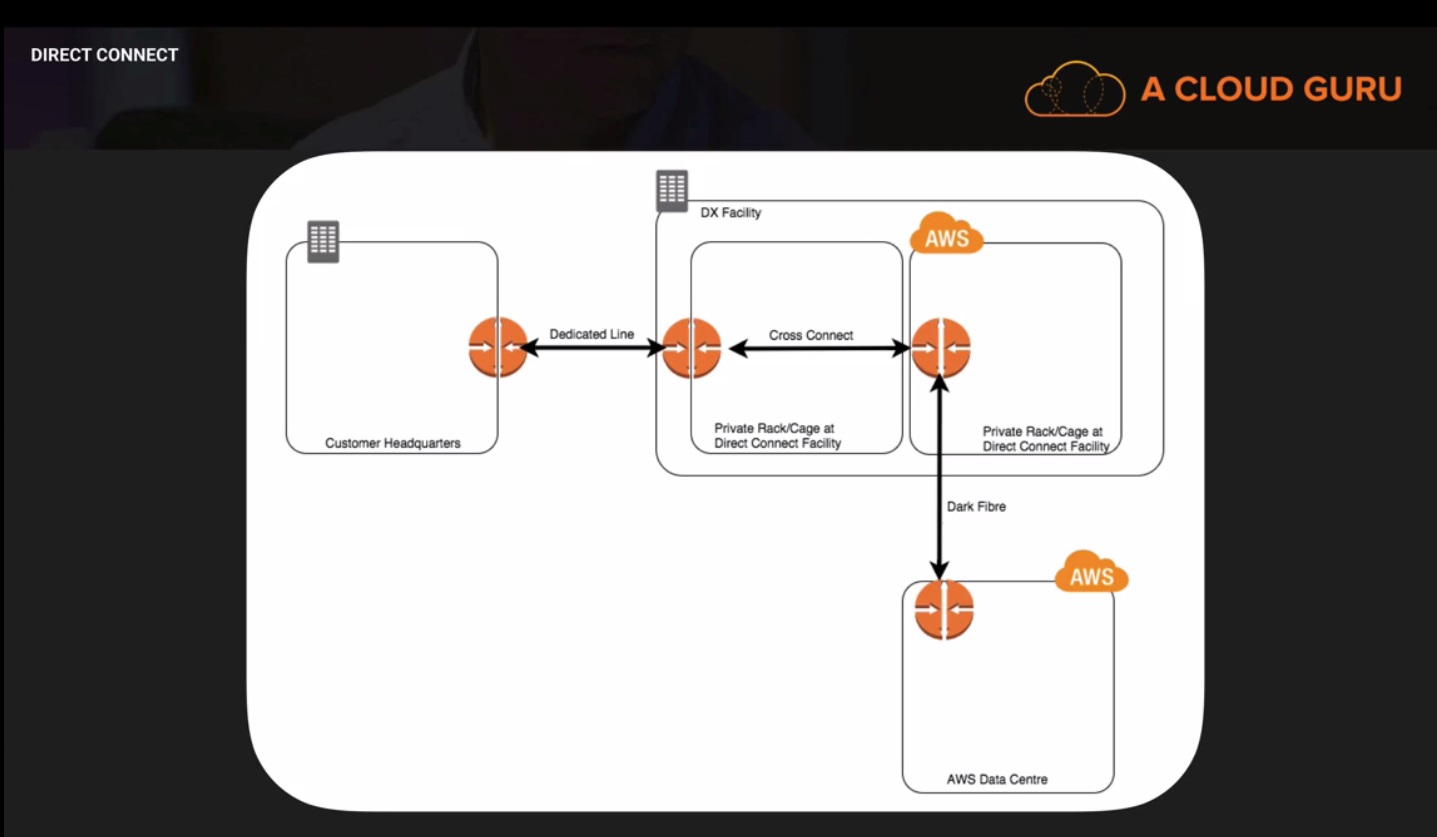 DIRECT CONNECT
A CLOUD GURU
DX Facility
AWS
Dedicated Line
Cross Connect
Customer Headquarters
Private Rack/Cage at
Direct Connect Facility
Private Rack/Cage at
Direct Connect Facility
Dark Fibre
AWS
AWS Data Centre